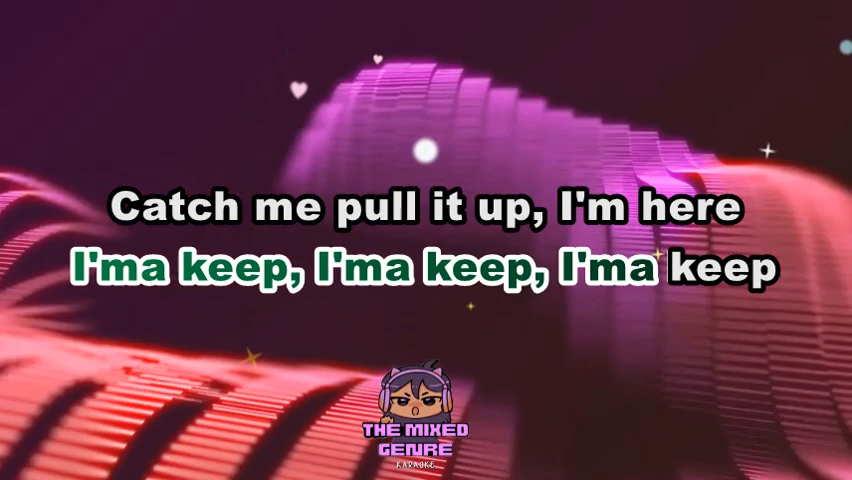 Catch me pull it up, I'm here
I'ma keep, I'ma keep, I'ma keep
THE MIXED
GENRE
KARAOKE